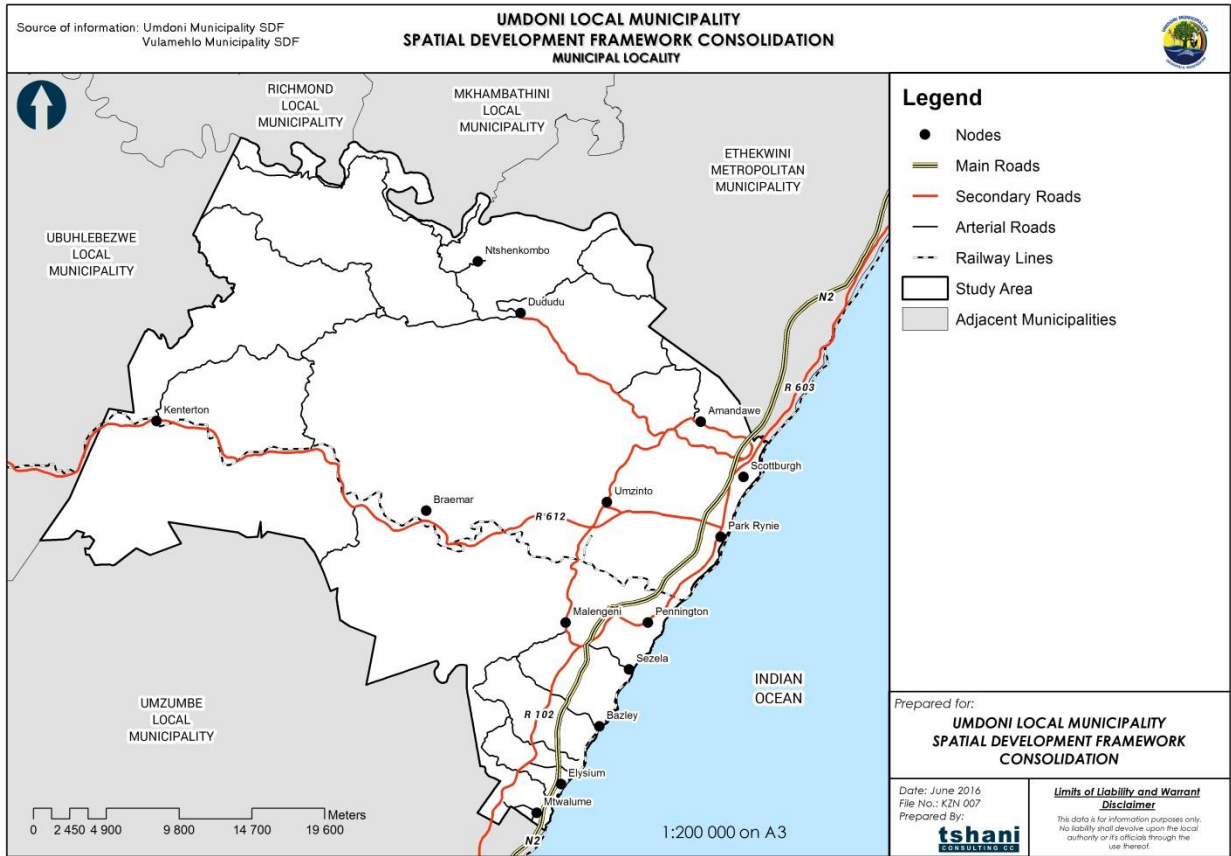 Source of information: Umdoni Municipality SDF
Vulamehlo Municipality SDF
UMDONI LOCAL MUNICIPALITY
SPATIAL DEVELOPMENT FRAMEWORK CONSOLIDATION
MUNICIPAL LOCALITY
RICHMOND
LOCAL
MUNICIPALITY
MKHAMBATHINI
LOCAL
MUNICIPALITY
ETHEKWINI
METROPOLITAN
MUNICIPALITY
UBUHLEBEZWE
LOCAL
MUNICIPALITY
Ntshenkombo
Dududu
N2
R 603
Kenterton
Amandawe
Scottburgh
Umzinto
Braemar
R 612
Park Rynie
Malengeni
Pennington
Sezela
INDIAN
OCEAN
UMZUMBE
LOCAL
MUNICIPALITY
R 102
Bazley
Elysium
Mtwalume
N2
Meters
0 2 450 4 900 9 800 14 700 19 600
1:200 000 on A3
Legend
Nodes
Main Roads
Secondary Roads
Arterial Roads
Railway Lines
Study Area
Adjacent Municipalities
Prepared for:
UMDONI LOCAL MUNICIPALITY
SPATIAL DEVELOPMENT FRAMEWORK
CONSOLIDATION
Date: June 2016
File No.: KZN 007
Prepared By:
tshani
CONSULTING CC
Limits of Liability and Warrant
Disclaimer
This data is for information purposes only.
No liability shall devolve upon the local
authority or it's officials through the
use thereof.